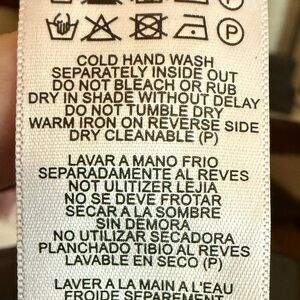 P
P
COLD HAND WASH
SEPARATELY INSIDE OUT
DO NOT BLEACH OR RUB
DRY IN SHADE WITHOUT DELAY
DO NOT TUMBLE DRY
WARM IRON ON REVERSE SIDE
DRY CLEANABLE (P)
LAVAR A MANO FRIO
SEPARADAMENTE AL REVES
NOT ULITIZER LEJIA
NO SE DEVE FROTAR
SECAR A LA SOMBRE
SIN DEMORA
NO UTILIZAR SECADORA
PLANCHADO TIBIO AL REVES
LAVABLE EN SECO (P)
LAVER A LA MAIN A L'EAU
FROIDE SEPAREMENT